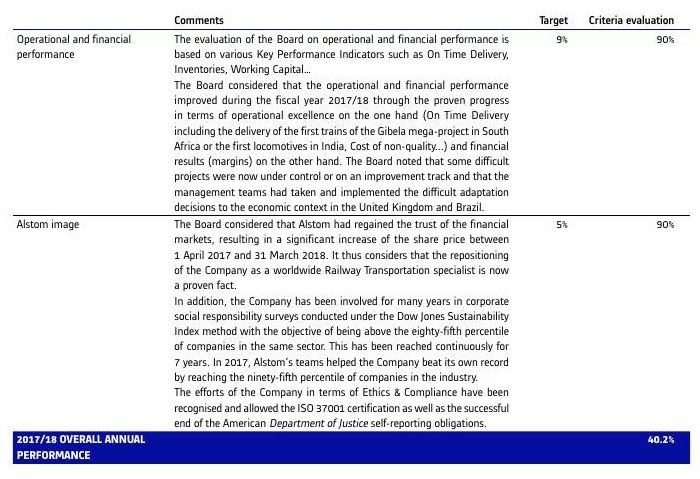 Comments Target Criteria evaluation
Operational and financial performance The evaluation of the Board on operational and financial performance is 9% 90%
based on various Key Performance Indicators such as On Time Delivery,
Inventories, Working Capital…
The Board considered that the operational and financial performance
improved during the fiscal year 2017/18 through the proven progress
in terms of operational excellence on the one hand (On Time Delivery
including the delivery of the first trains of the Gibela mega-project in South
Africa or the first locomotives in India, Cost of non-quality…) and financial
results (margins) on the other hand. The Board noted that some difficult
projects were now under control or on an improvement track and that the
management teams had taken and implemented the difficult adaptation
decisions to the economic context in the United Kingdom and Brazil.
Alstom image The Board considered that Alstom had regained the trust of the financial 5% 90%
markets, resulting in a significant increase of the share price between
1 April 2017 and 31 March 2018. It thus considers that the repositioning
of the Company as a worldwide Railway Transportation specialist is now
a proven fact.
In addition, the Company has been involved for many years in corporate
social responsibility surveys conducted under the Dow Jones Sustainability
Index method with the objective of being above the eighty-fifth percentile
of companies in the same sector. This has been reached continuously for
7 years. In 2017, Alstom's teams helped the Company beat its own record
by reaching the ninety-fifth percentile of companies in the industry.
The efforts of the Company in terms of Ethics & Compliance have been
recognised and allowed the ISO 37001 certification as well as the successful
end of the American Department of Justice self-reporting obligations.
2017/18 OVERALL ANNUAL 40.2%
PERFORMANCE